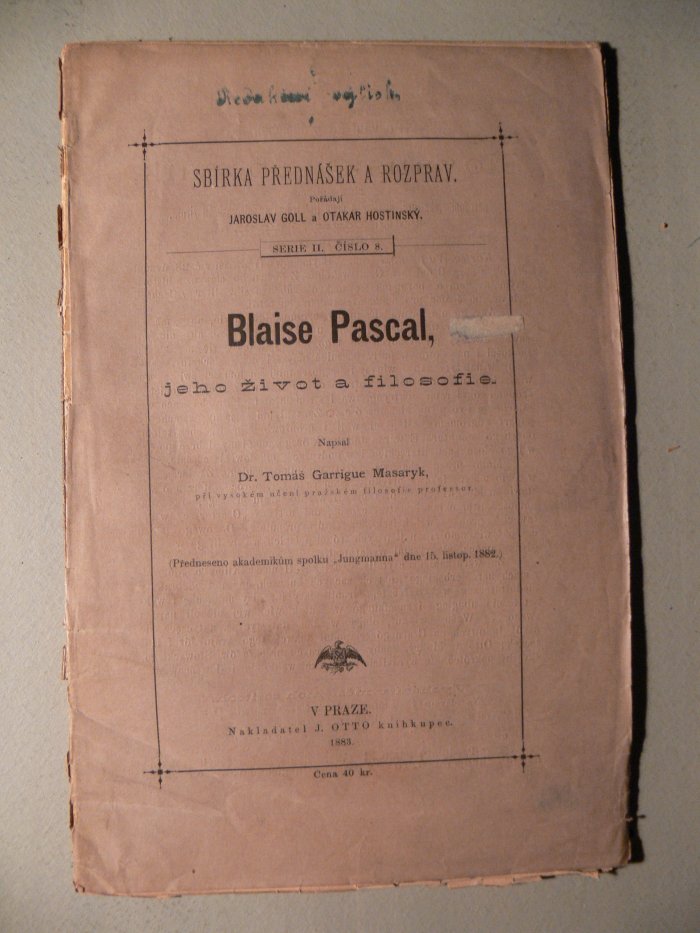 Redakční výtisk
SBÍRKA PŘEDNÁŠEK A ROZPRAV.
Pořádají
JAROSLAV GOLL a OTAKAR HOSTINSKÝ.
SERIE II. ČÍSLO 8.
Blaise Pascal,
jeho život a filosofie.
Napsal
Dr. Tomáš Garrigue Masaryk,
při vysokém učení pražském filosofie professor.
(Předneseno akademikům spolku „Jungmanna“ dne 15. listop. 1882.)
V PRAZE.
Nakladatel J. OTTO knihkupec.
1883.
Cena 40 kr.